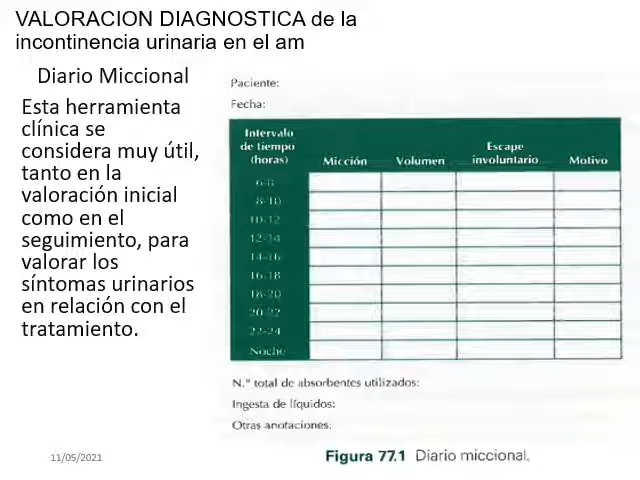 VALORACION DIAGNOSTICA de la
incontinencia urinaria en el am
Diario Miccional
Esta herramienta
clínica se
considera muy útil,
tanto en la
valoración inicial
como en el
seguimiento, para
valorar los
síntomas urinarios
en relación con el
tratamiento.
Paciente:
Fecha:
Intervalo
de tiempo
(horas)
Micción
Volumen
Escape
involuntario
Motivo
6-8
8-10
10-12
12-14
14-16
16-18
18-20
20-22
22-24
Noche
N.° total de absorbentes utilizados:
Ingesta de líquidos:
Otras anotaciones:
Figura 77.1 Diario miccional.
11/05/2021